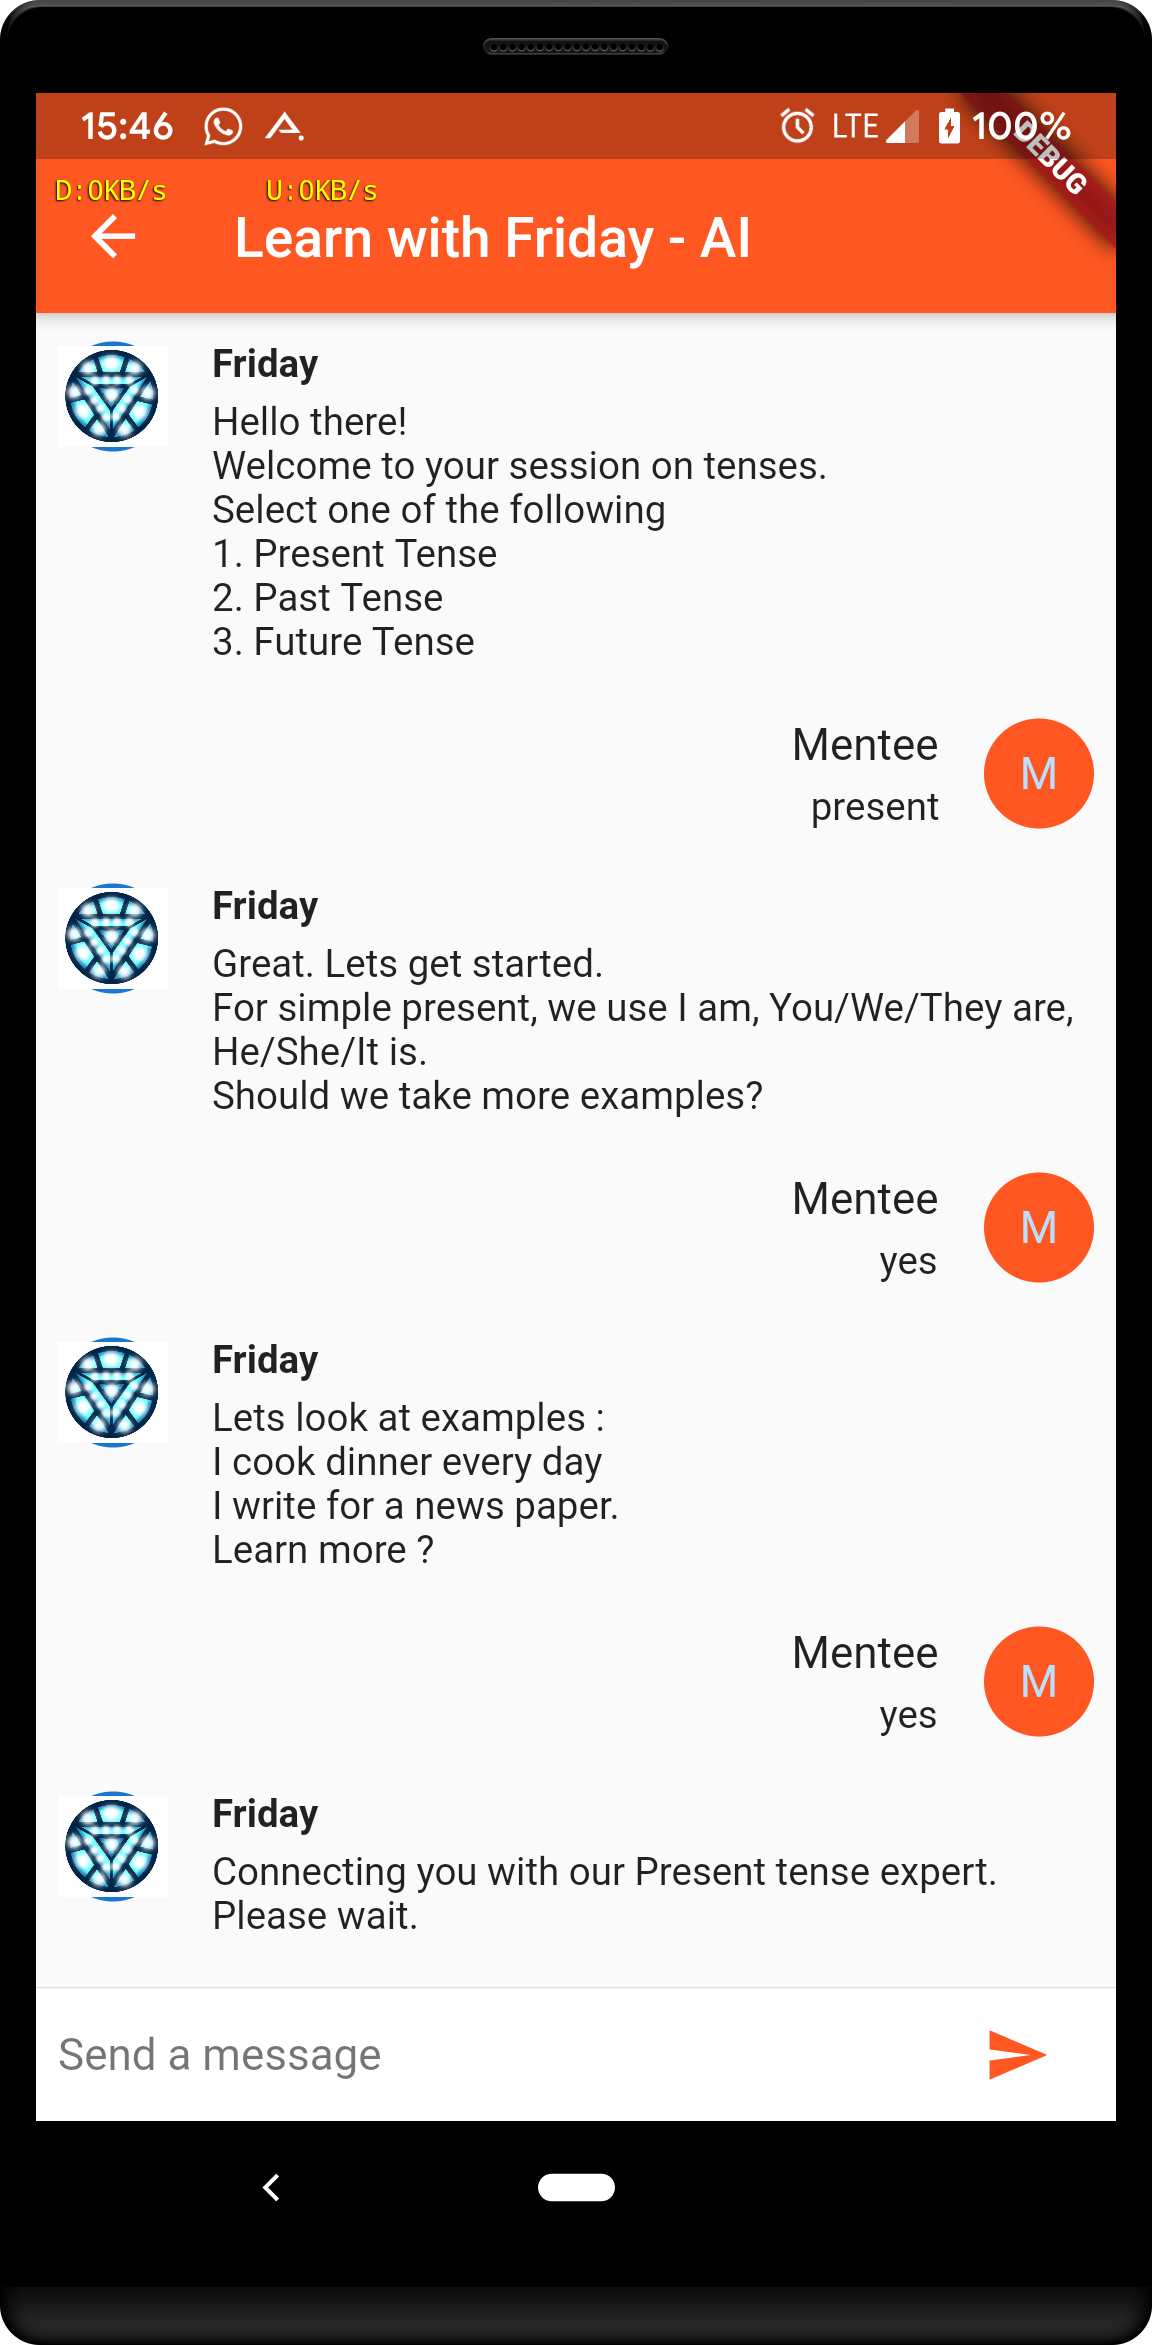 15:46 LTE 100%
DEBUG
D:0KB/s U:0KB/s
Learn with Friday - AI
Friday
Hello there!
Welcome to your session on tenses.
Select one of the following
1. Present Tense
2. Past Tense
3. Future Tense
Mentee
M
present
Friday
Great. Lets get started.
For simple present, we use I am, You/We/They are,
He/She/It is.
Should we take more examples?
Mentee
M
yes
Friday
Lets look at examples :
I cook dinner every day
I write for a news paper.
Learn more ?
Mentee
M
yes
Friday
Connecting you with our Present tense expert.
Please wait.
Send a message